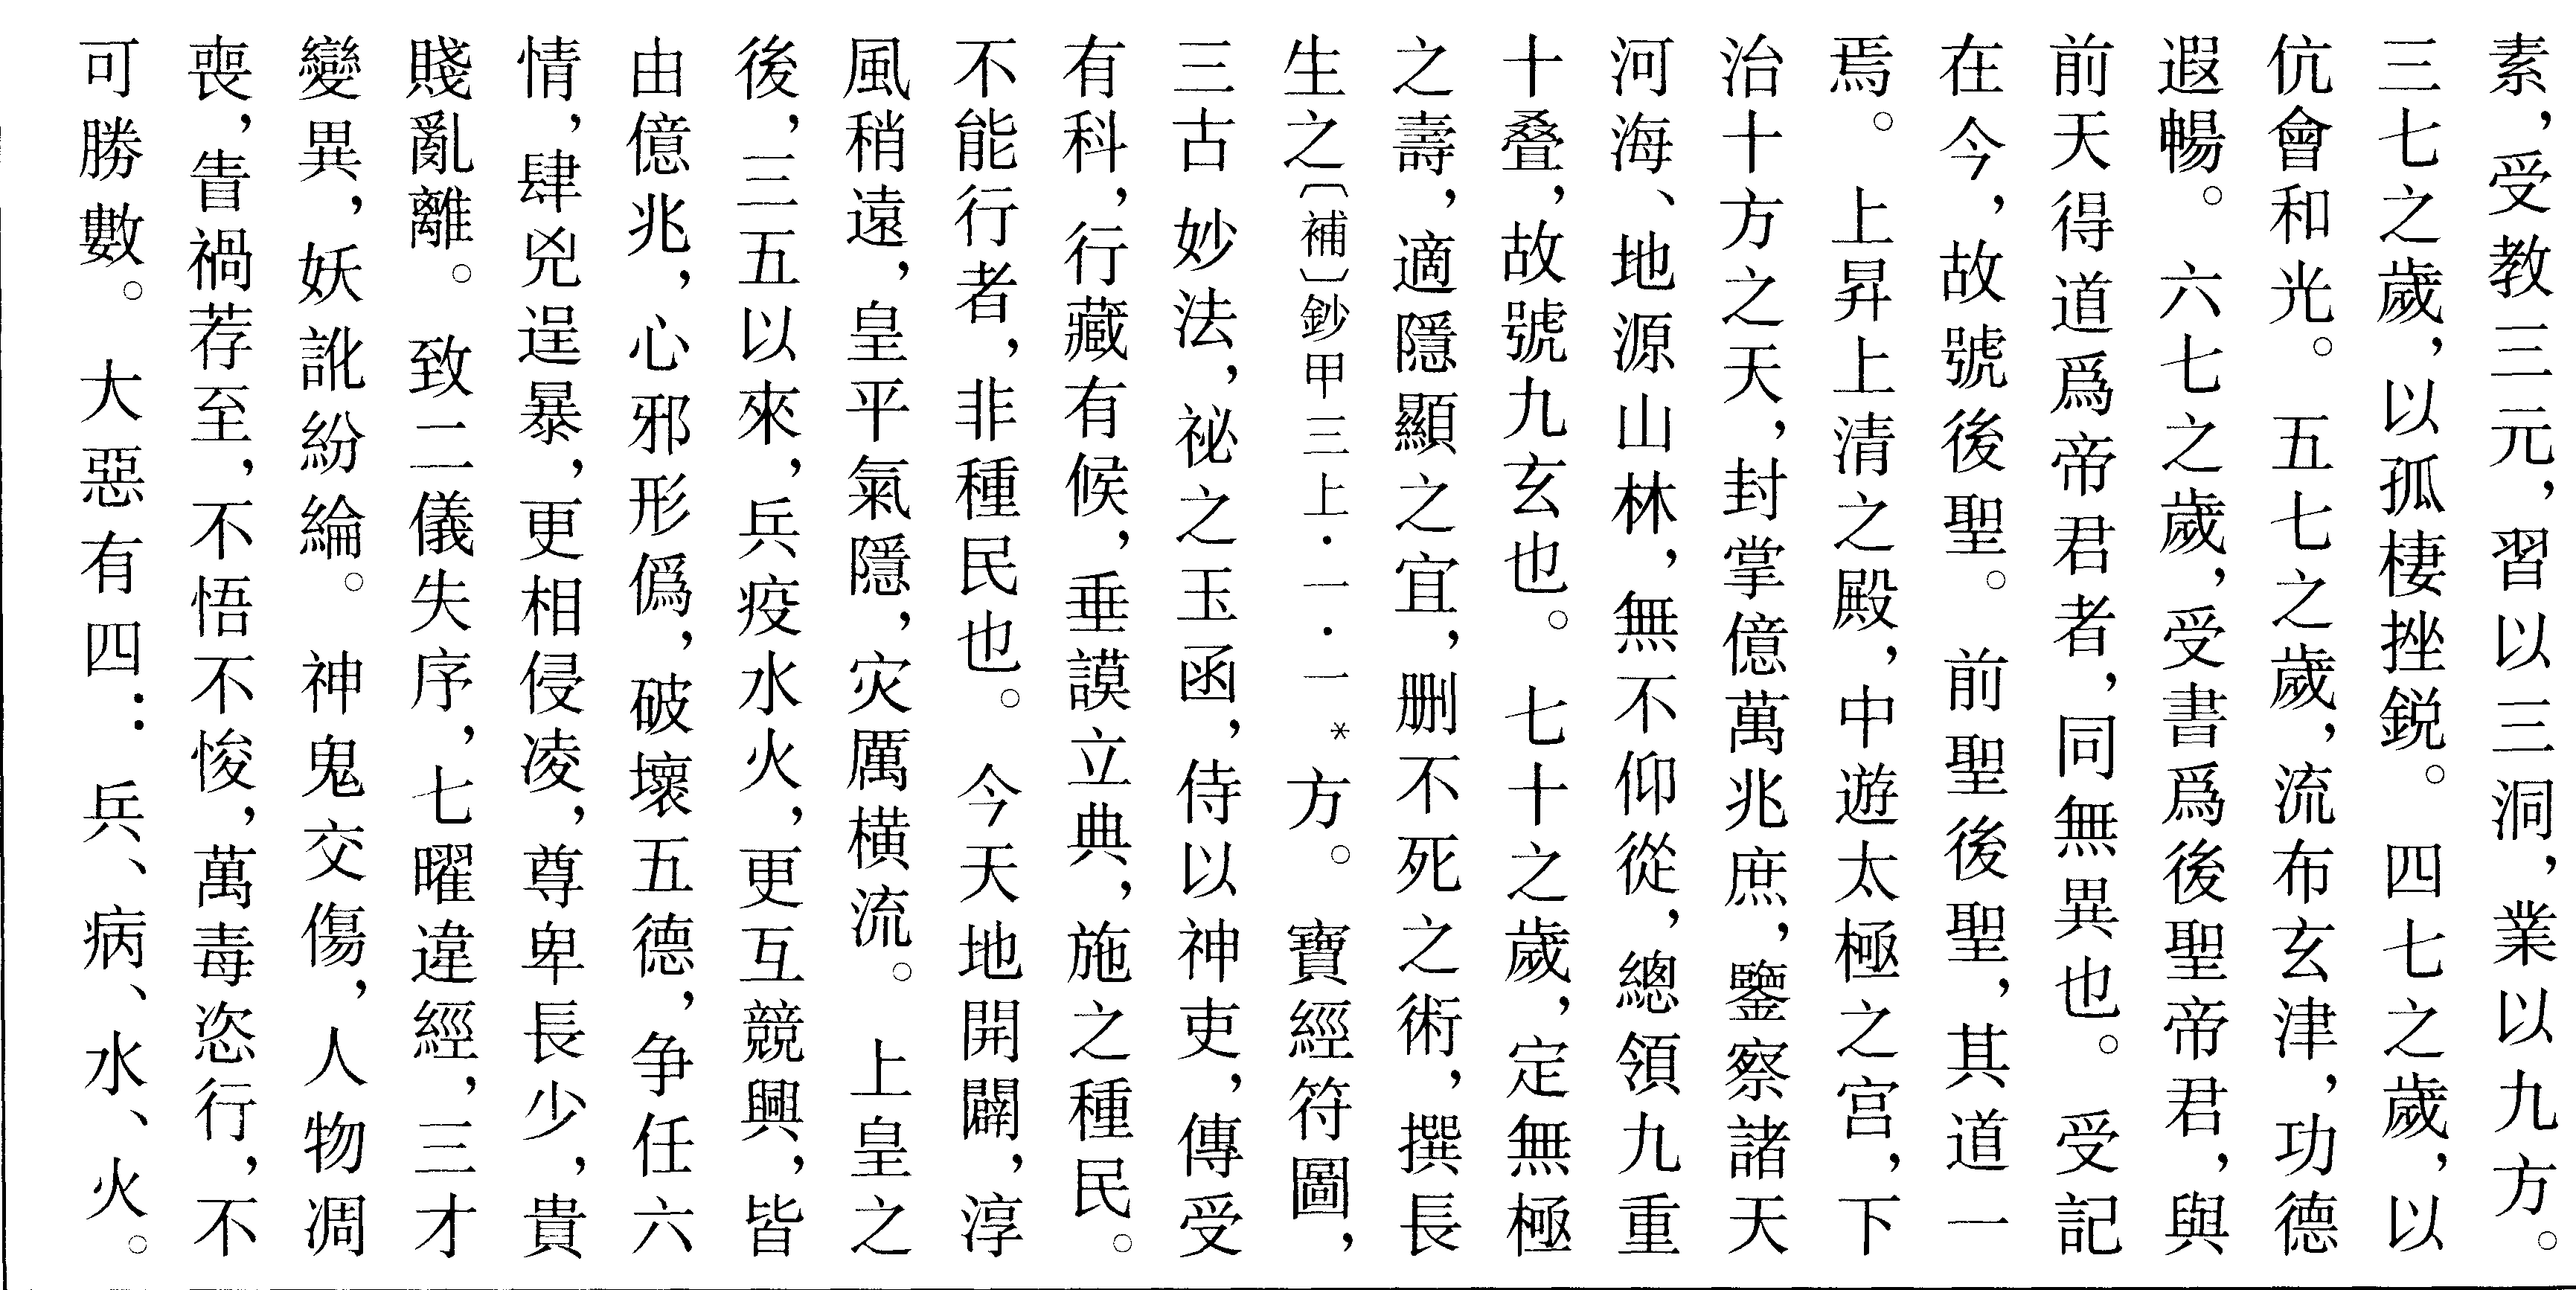 素，受教三元，習以三洞，業以九方。
三七之歲，以孤棲挫銳。四七之歲，以
伉會和光。五七之歲，流布玄津，功德
遐暢。六七之歲，受書爲後聖帝君，與
前天得道爲帝君者，同無異也。受記
在今，故號後聖。前聖後聖，其道一
焉。上昇上清之殿，中遊太極之宫，下
治十方之天，封掌億萬兆庶，鑒察諸天
河海、地源山林，無不仰從，總領九重
十叠，故號九玄也。七十之歲，定無極
之壽，適隱顯之宜，删不死之術，撰長
生之〔補〕鈔甲三上·一·一*方。寶經符圖，
三古妙法，祕之玉函，侍以神吏，傳受
有科，行藏有候，垂謨立典，施之種民。
不能行者，非種民也。今天地開闢，淳
風稍遠，皇平氣隱，灾厲横流。上皇之
後，三五以來，兵疫水火，更互競興，皆
由億兆，心邪形僞，破壞五德，争任六
情，肆兇逞暴，更相侵凌，尊卑長少，貴
賤亂離。致二儀失序，七曜違經，三才
變異，妖訛紛綸。神鬼交傷，人物凋
喪，眚禍荐至，不悟不悛，萬毒恣行，不
可勝數。大惡有四：兵、病、水、火。